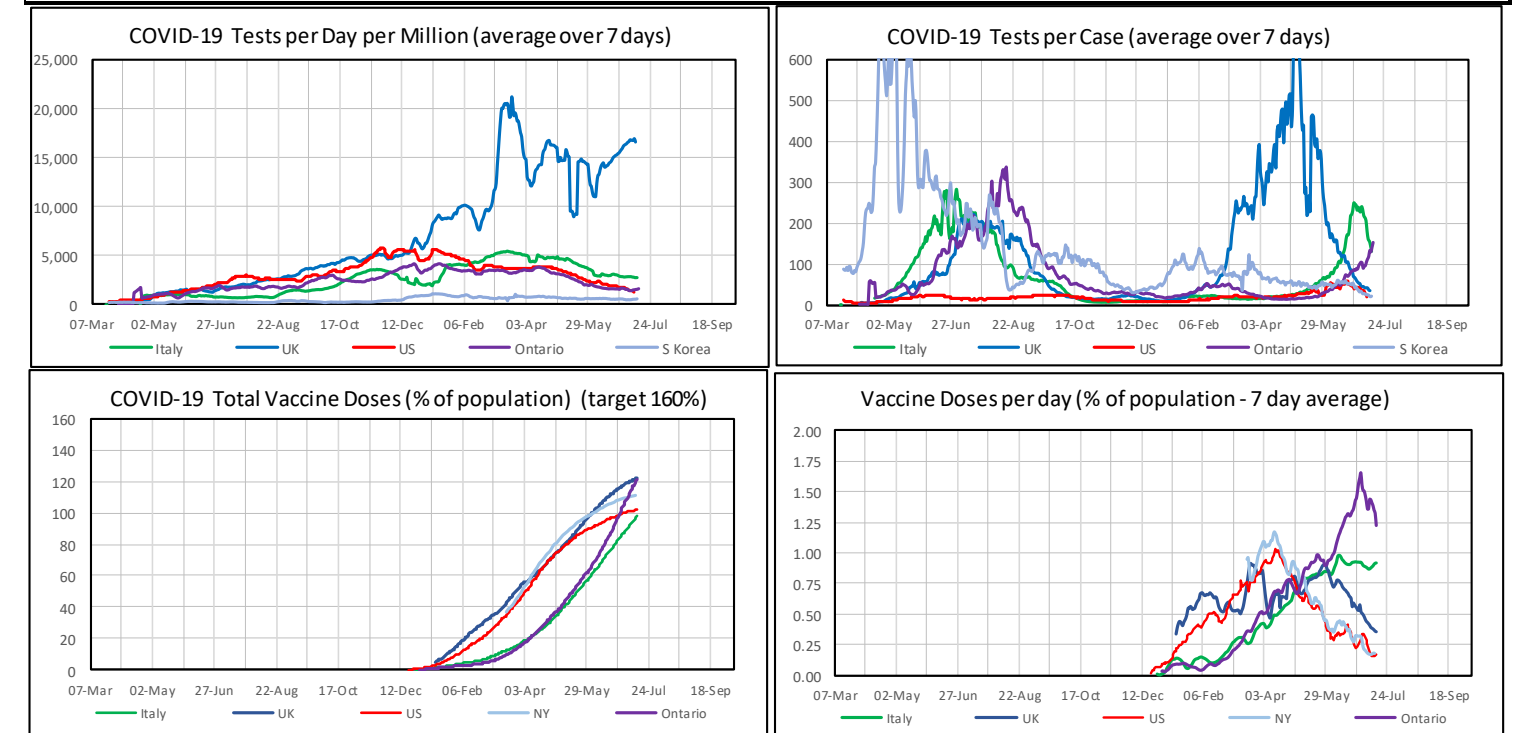 COVID-19 Tests per Day per Million (average over 7 days)
25,000
20,000
15,000
10,000
5,000
0
07-Mar 02-May 27-Jun 22-Aug 17-Oct 12-Dec 06-Feb 03-Apr 29-May 24-Jul 18-Sep
Italy UK US Ontario S Korea
COVID-19 Tests per Case (average over 7 days)
600
500
400
300
200
100
0
07-Mar 02-May 27-Jun 22-Aug 17-Oct 12-Dec 06-Feb 03-Apr 29-May 24-Jul 18-Sep
Italy UK US Ontario S Korea
COVID-19 Total Vaccine Doses (% of population) (target 160%)
160
140
120
100
80
60
40
20
0
07-Mar 02-May 27-Jun 22-Aug 17-Oct 12-Dec 06-Feb 03-Apr 29-May 24-Jul 18-Sep
Italy UK US NY Ontario
Vaccine Doses per day (% of population - 7 day average)
2.00
1.75
1.50
1.25
1.00
0.75
0.50
0.25
0.00
07-Mar 02-May 27-Jun 22-Aug 17-Oct 12-Dec 06-Feb 03-Apr 29-May 24-Jul 18-Sep
Italy UK US NY Ontario